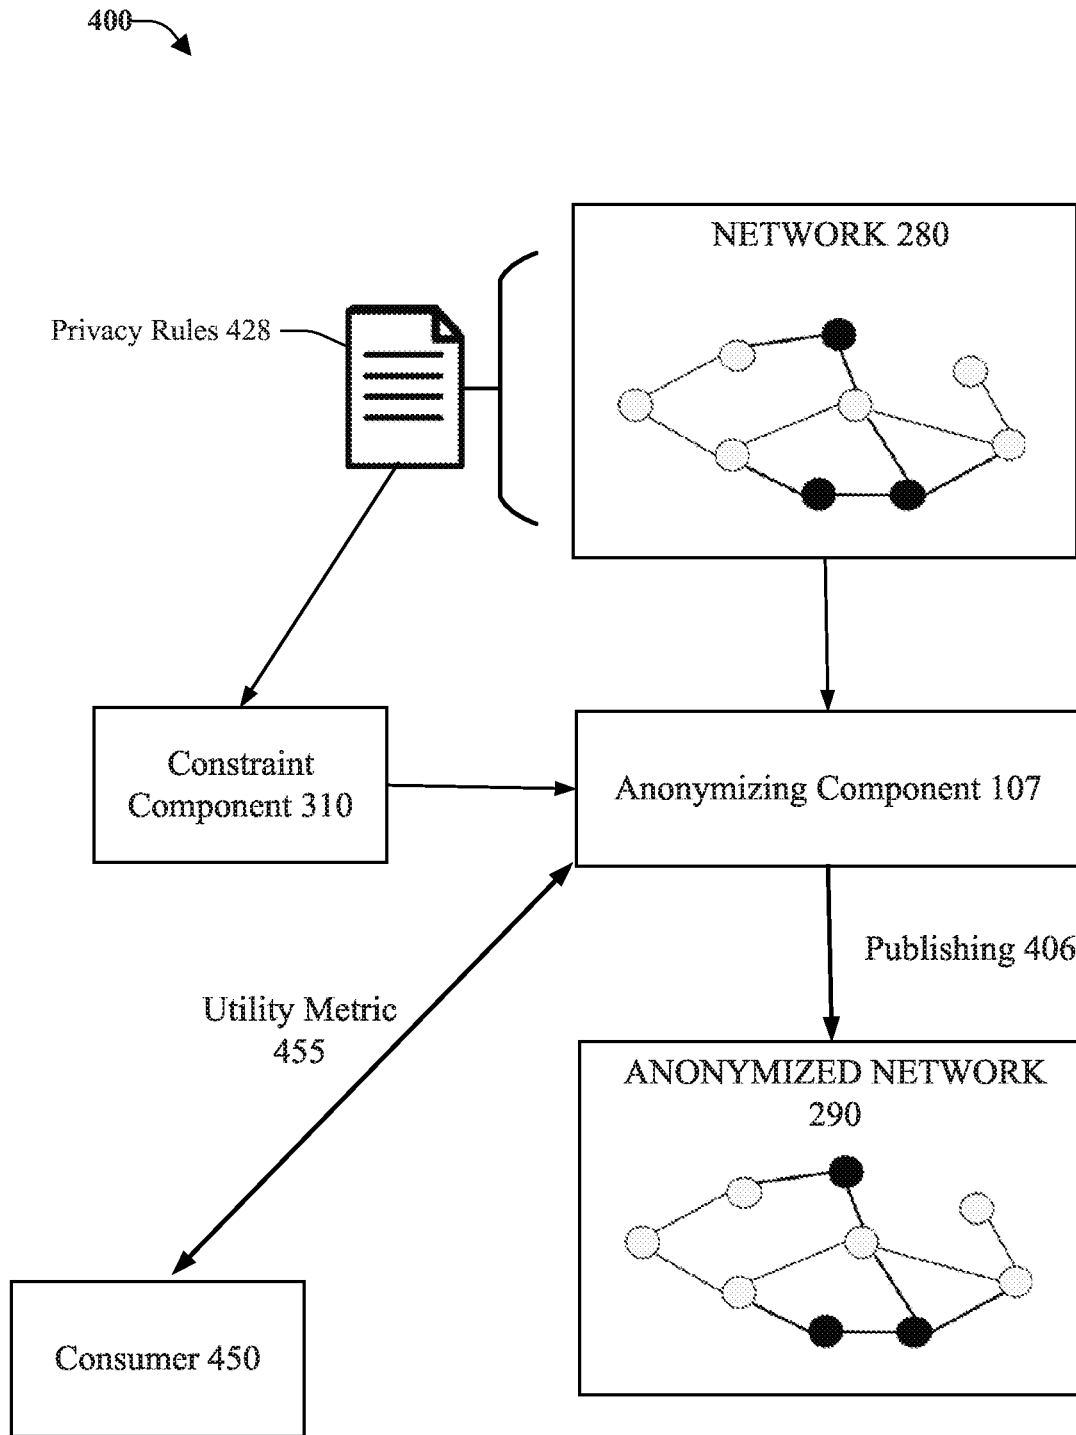 400
NETWORK 280
Privacy Rules 428
Constraint
Component 310
Anonymizing Component 107
Publishing 406
Utility Metric
455
ANONYMIZED NETWORK
290
Consumer 450